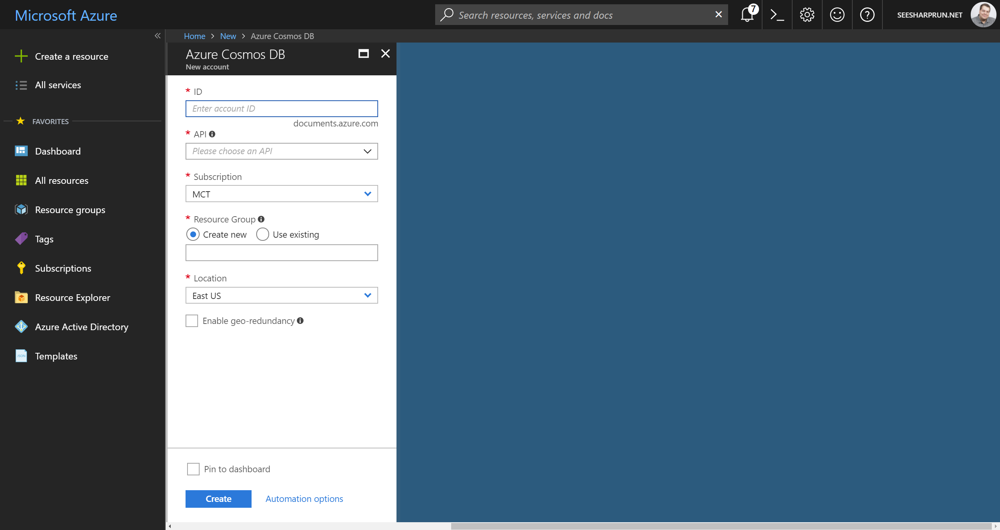 Microsoft Azure
Search resources, services and docs
7
SEESHARPRUN.NET
Home > New > Azure Cosmos DB
Create a resource
All services
FAVORITES
Dashboard
All resources
Resource groups
Tags
Subscriptions
Resource Explorer
Azure Active Directory
JSON
Templates
Azure Cosmos DB
New account
* ID
Enter account ID
documents.azure.com
* API
Please choose an API
* Subscription
MCT
* Resource Group
Create new Use existing
* Location
East US
Enable geo-redundancy
Pin to dashboard
Create Automation options